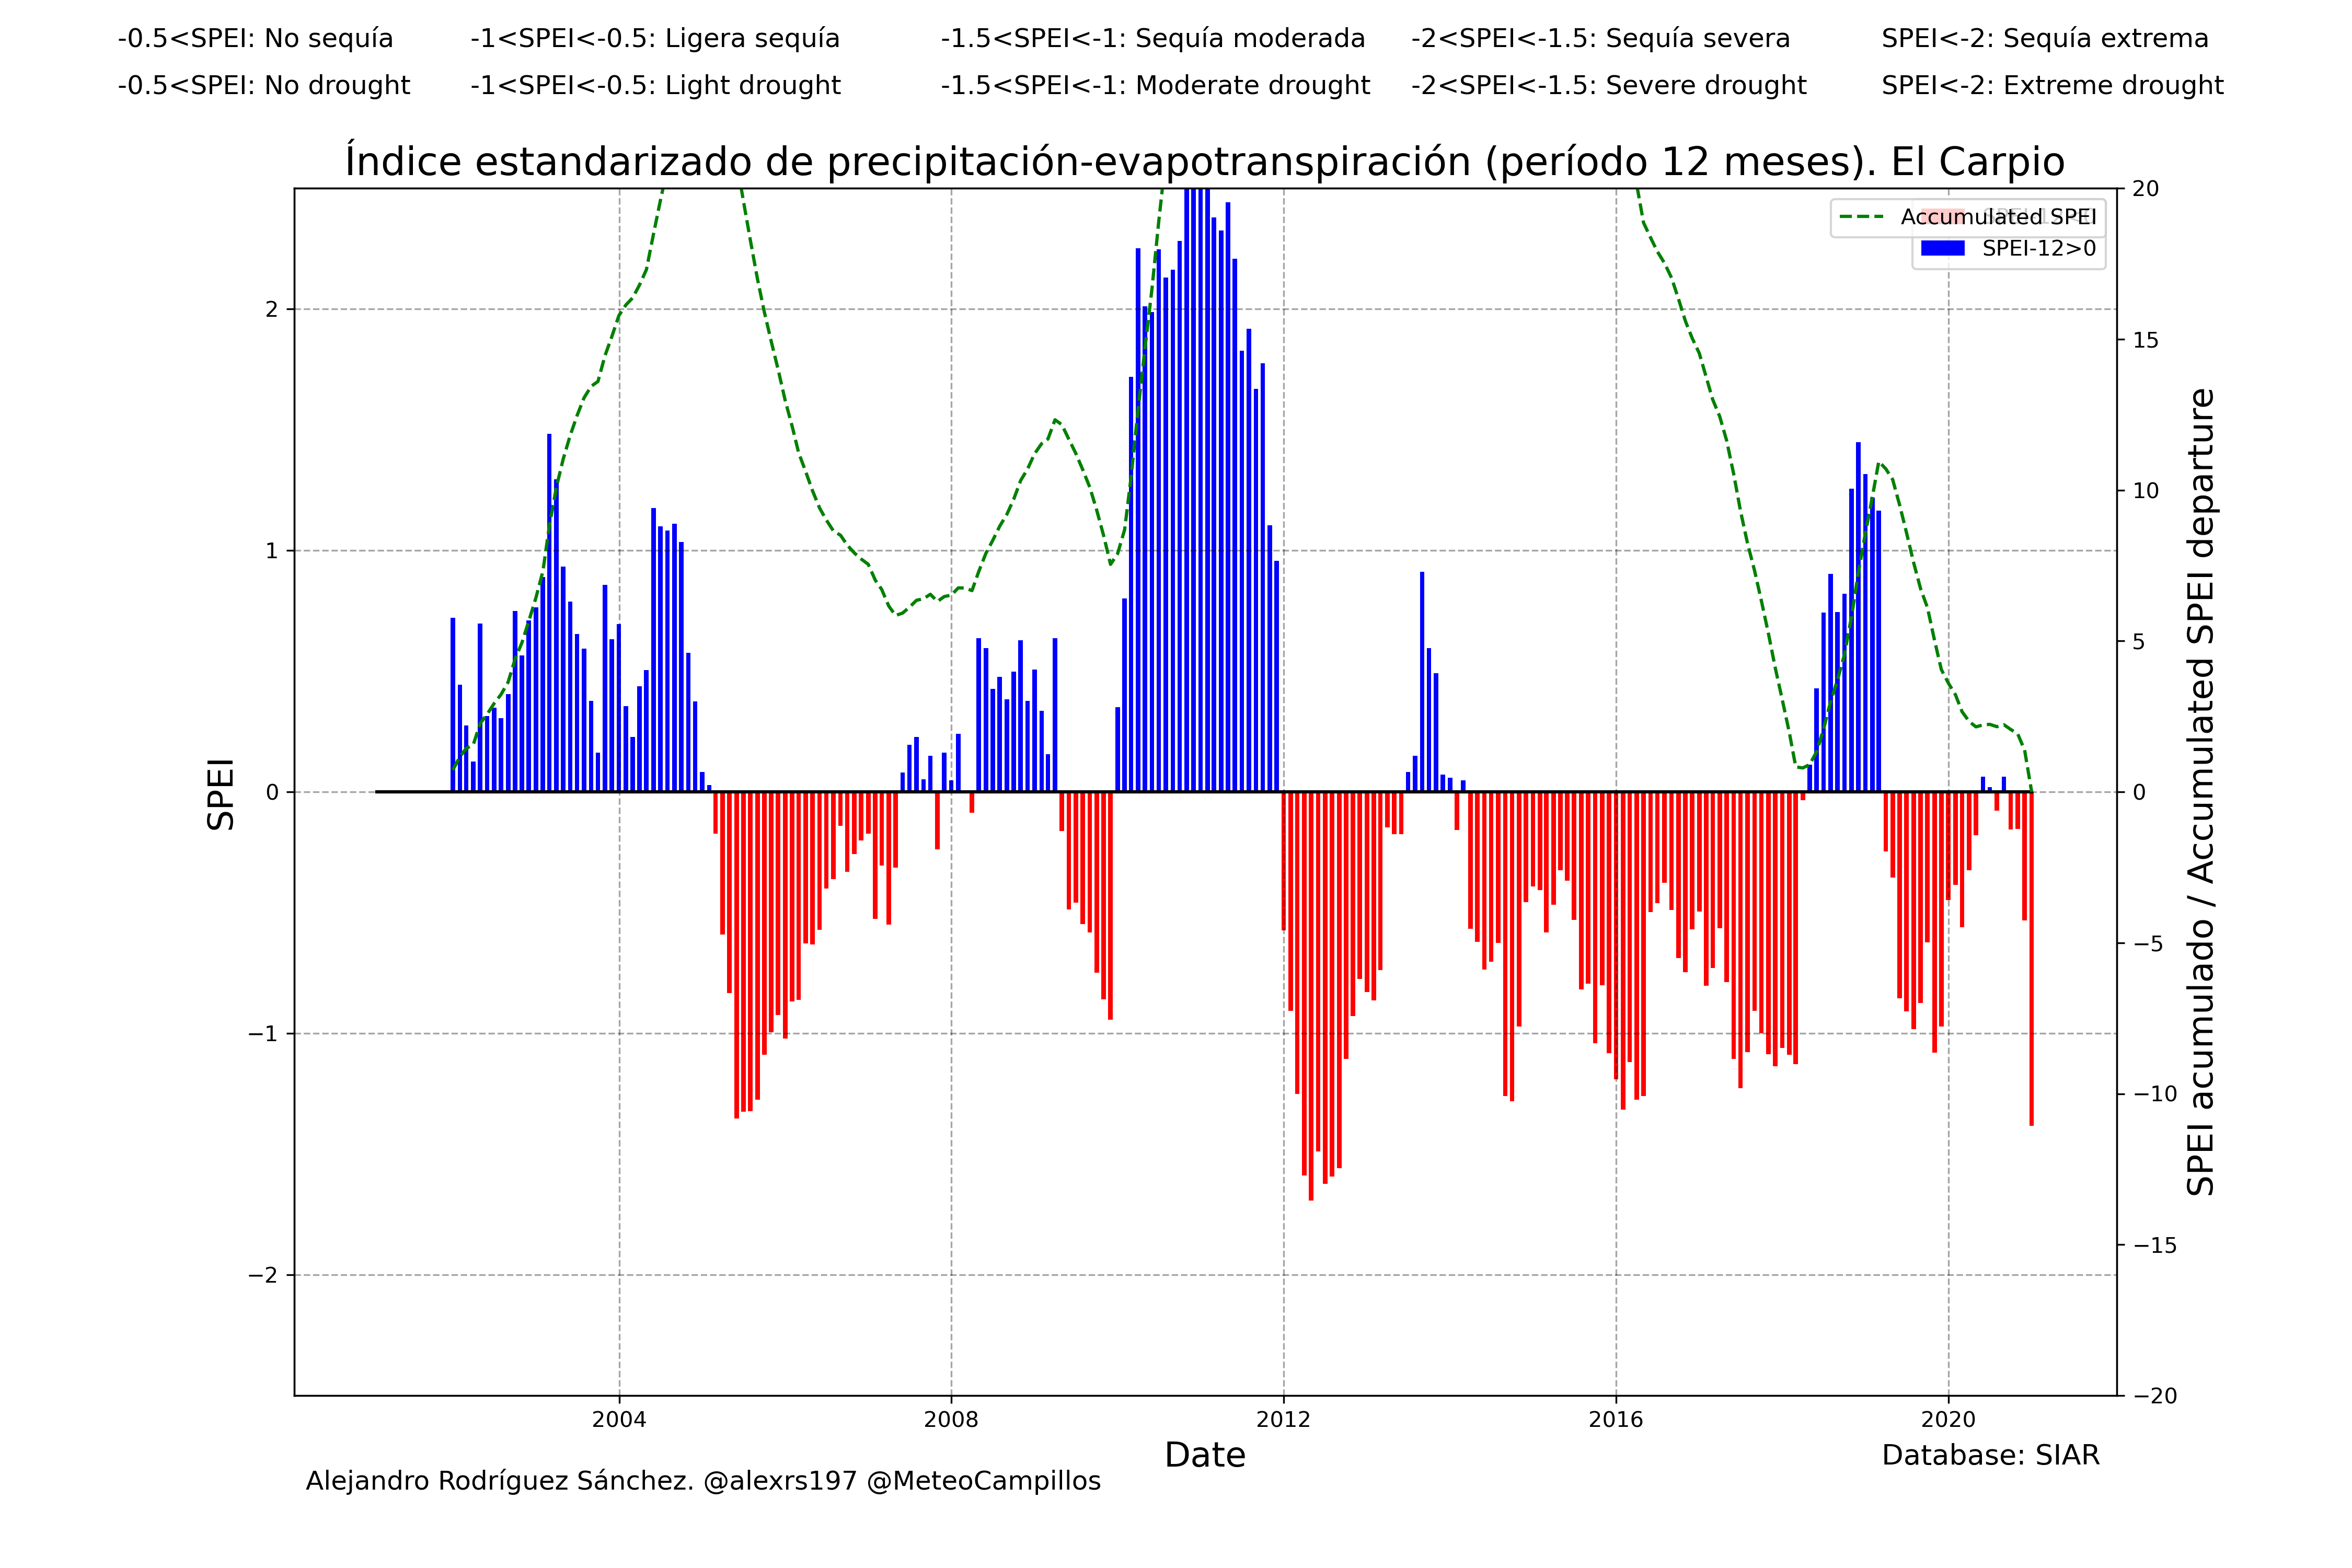 -0.5<SPEI: No sequía -1<SPEI<-0.5: Ligera sequía -1.5<SPEI<-1: Sequía moderada -2<SPEI<-1.5: Sequía severa SPEI<-2: Sequía extrema
-0.5<SPEI: No drought -1<SPEI<-0.5: Light drought -1.5<SPEI<-1: Moderate drought -2<SPEI<-1.5: Severe drought SPEI<-2: Extreme drought
Índice estandarizado de precipitación-evapotranspiración (período 12 meses). El Carpio
Accumulated SPEI
SPEI-12>0
SPEI
2
1
0
−1
−2
20
15
10
5
0
−5
−10
−15
−20
SPEI acumulado / Accumulated SPEI departure
2004 2008 2012 2016 2020
Date
Database: SIAR
Alejandro Rodríguez Sánchez. @alexrs197 @MeteoCampillos